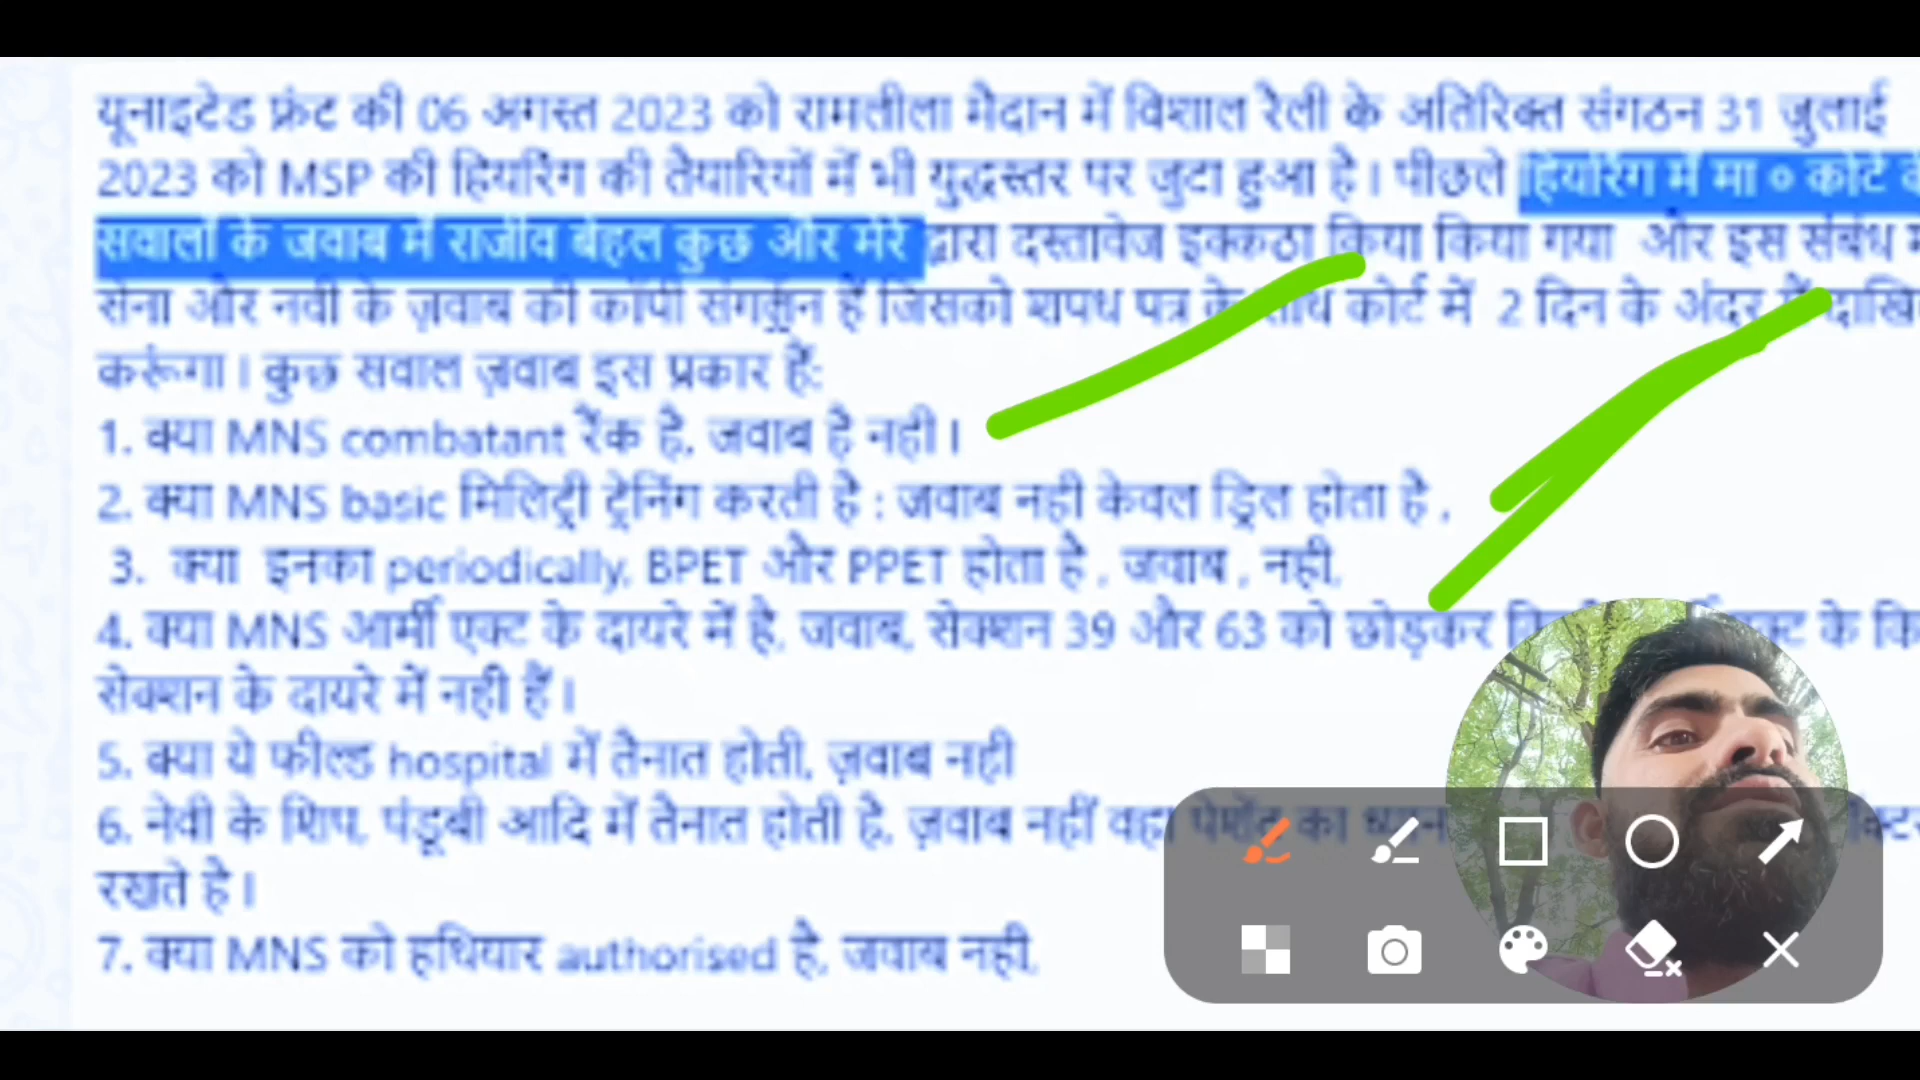 यूनाइटेड फ्रंट की 06 अगस्त 2023 को रामलीला मैदान में विशाल रैली के अतिरिक्त संगठन 31 जुलाई
2023 को MSP की हियरिंग की तैयारियों में भी युद्धस्तर पर जुटा हुआ है। पीछले हियरिंग में मा ० कोर्ट के
सवालों के जवाब में राजीव बेहल कुछ और मेरे द्वारा दस्तावेज इक्कठा किया किया गया और इस संबंध
सेना और नवी के ज़वाब की कॉपी संगलुन है जिसको शपथ पत्र के साथ कोर्ट में 2 दिन के अंदर में
करूंगा। कुछ सवाल ज़वाब इस प्रकार हैं:
1. क्या MNS combatant रैंक है, जवाब है नही।
2. क्या MNS basic मिलिट्री ट्रेनिंग करती है : जवाब नही केवल ड्रिल होता है ,
3. क्या इनका periodically, BPET और PPET होता है , जवाब , नही,
4. क्या MNS आर्मी एक्ट के दायरे में है, जवाब, सेक्शन 39 और 63 को छोड़कर एक्ट के
सेक्शन के दायरे में नही हैं।
5. क्या ये फील्ड hospital में तैनात होती, ज़वाब नही
6. नेवी के शिप, पंडूबी आदि में तैनात होती है, ज़वाब नहीं वहा पेशेंट का ध्यान
रखते है।
7. क्या MNS को हथियार authorised है, जवाब नही,